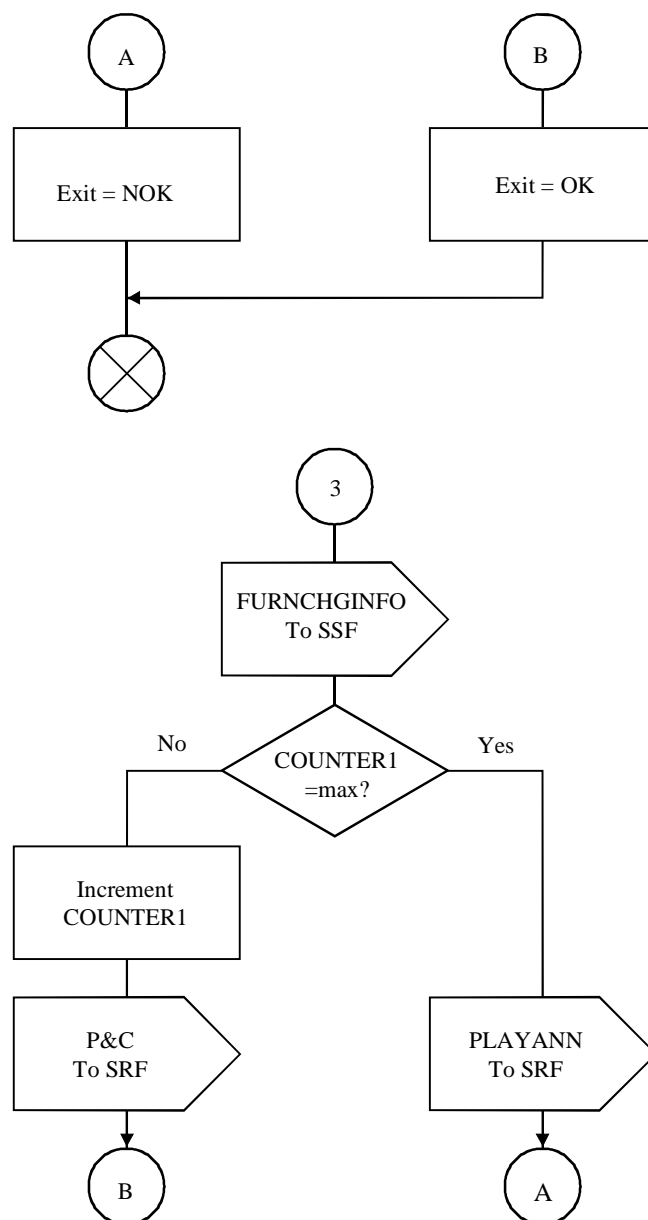 A
B
Exit = NOK
Exit = OK
3
FURNCHGINFO
To SSF
No
Yes
COUNTER1
=max?
Increment
COUNTER1
P&C
To SRF
PLAYANN
To SRF
B
A